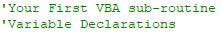 'Your First VBA sub-routine
'Variable Declarations